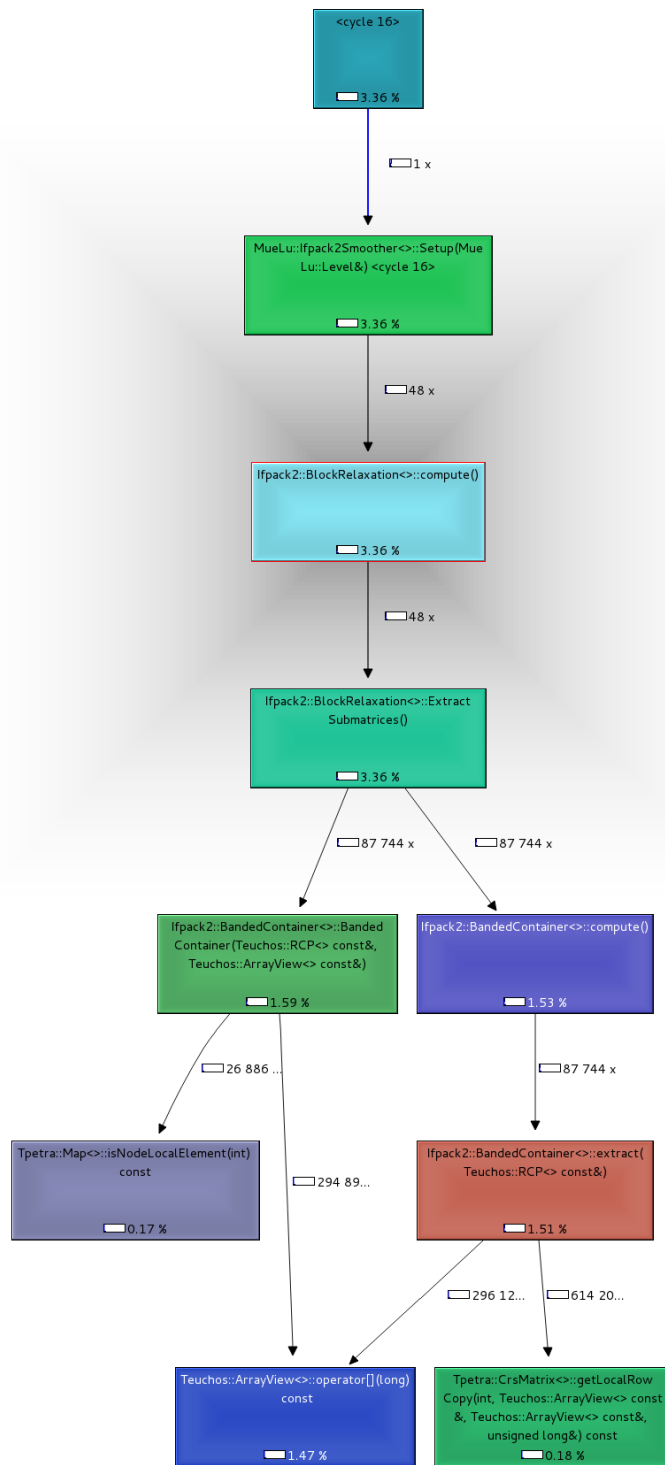 <cycle 16>
3.36 %
1 x
MueLu::Ifpack2Smoother<>::Setup(Mue
Lu::Level&) <cycle 16>
3.36 %
48 x
Ifpack2::BlockRelaxation<>::compute()
3.36 %
48 x
Ifpack2::BlockRelaxation<>::Extract
Submatrices()
3.36 %
87 744 x
87 744 x
Ifpack2::BandedContainer<>::Banded
Container(Teuchos::RCP<> const&,
Teuchos::ArrayView<> const&)
1.59 %
Ifpack2::BandedContainer<>::compute()
1.53 %
26 886 ...
87 744 x
Tpetra::Map<>::isNodeLocalElement(int)
const
0.17 %
294 89...
Ifpack2::BandedContainer<>::extract(
Teuchos::RCP<> const&)
1.51 %
296 12...
614 20...
Teuchos::ArrayView<>::operator[](long)
const
1.47 %
Tpetra::CrsMatrix<>::getLocalRow
Copy(int, Teuchos::ArrayView<> const
&, Teuchos::ArrayView<> const&,
unsigned long&) const
0.18 %